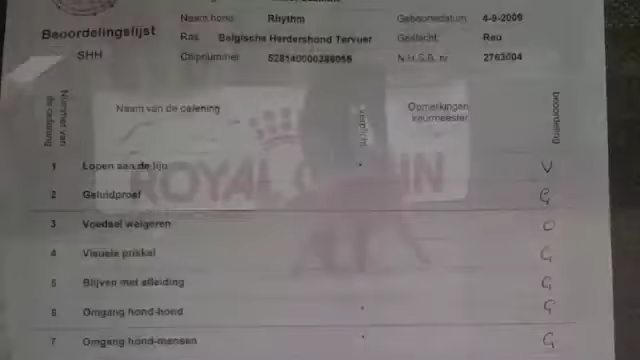 Naam hond Rhythm Geboortedatum 4-9-2009
Beoordelingslijst
Ras Belgische Herdershond Tervuer Geslacht Reu
SHH
Chipnummer N.H.S.B. nr 2763004
Nummer van de oefening Naam van de oefening verplicht Opmerkingen keurmeester beoordeling
ROYAL CANIN
1 Lopen aan de lijn V
2 Geluidproef G
3 Voedsel weigeren O
4 Visuele prikkel G
5 Blijven met afleiding G
6 Omgang hond-hond G
7 Omgang hond-mensen G